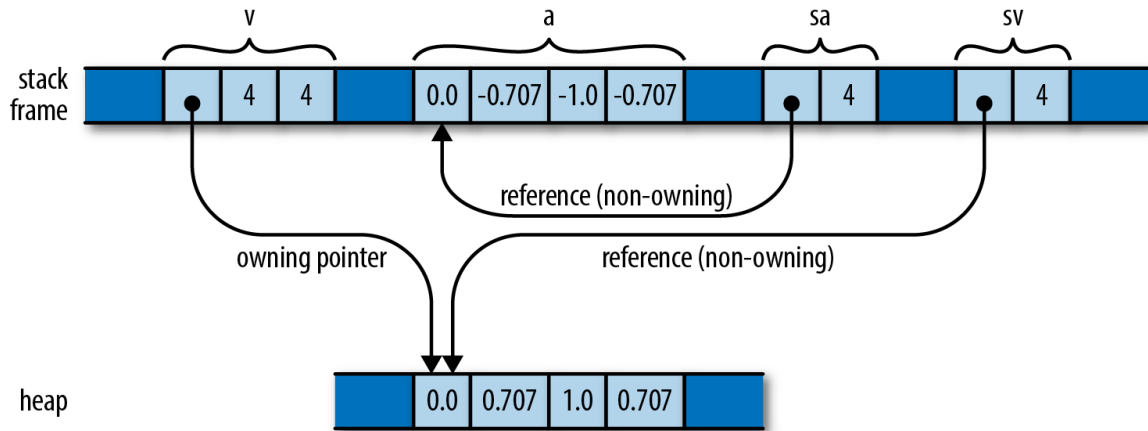 v a sa sv
stack frame
4 4 0.0 -0.707 -1.0 -0.707 4 4
reference (non-owning)
owning pointer reference (non-owning)
heap 0.0 0.707 1.0 0.707